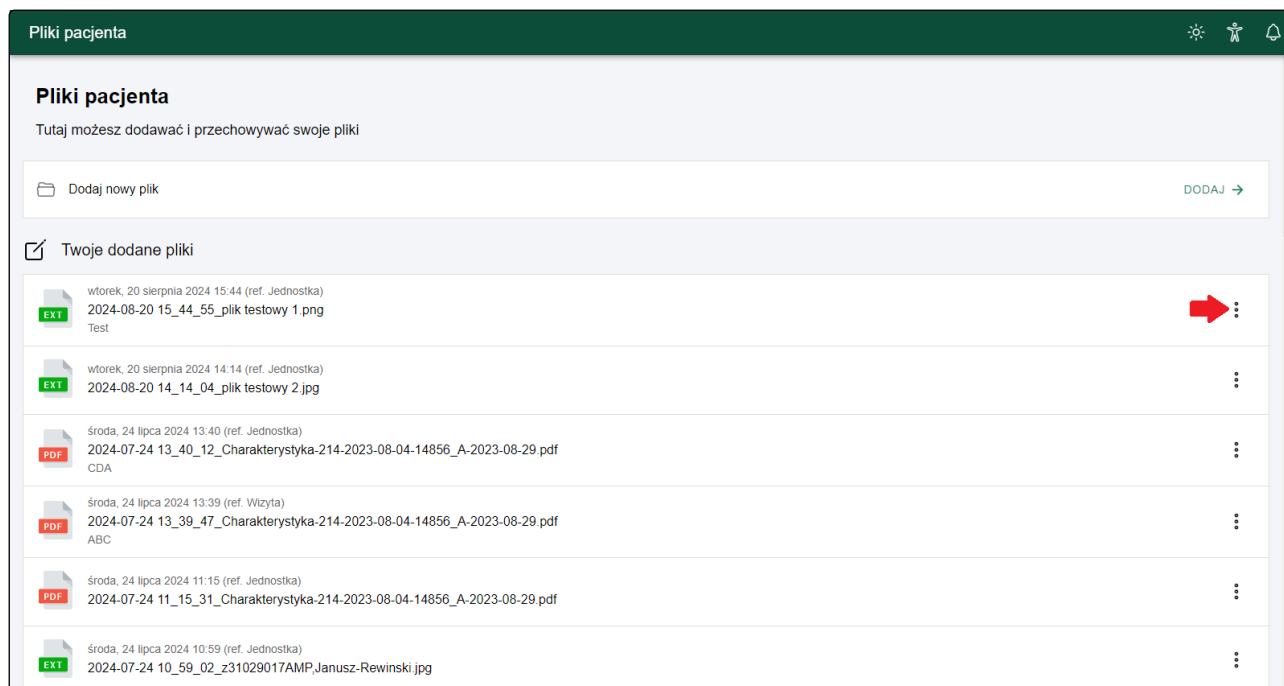 Pliki pacjenta
Pliki pacjenta
Tutaj możesz dodawać i przechowywać swoje pliki
Dodaj nowy plik
DODAJ
Twoje dodane pliki
wtorek, 20 sierpnia 2024 15:44 (ref. Jednostka)
EXT
2024-08-20 15_44_55_plik testowy 1.png
Test
wtorek, 20 sierpnia 2024 14:14 (ref. Jednostka)
EXT
2024-08-20 14_14_04_plik testowy 2.jpg
środa, 24 lipca 2024 13:40 (ref. Jednostka)
PDF
2024-07-24 13_40_12_Charakterystyka-214-2023-08-04-14856_A-2023-08-29.pdf
CDA
środa, 24 lipca 2024 13:39 (ref. Wizyta)
PDF
2024-07-24 13_39_47_Charakterystyka-214-2023-08-04-14856_A-2023-08-29.pdf
ABC
środa, 24 lipca 2024 11:15 (ref. Jednostka)
PDF
2024-07-24 11_15_31_Charakterystyka-214-2023-08-04-14856_A-2023-08-29.pdf
środa, 24 lipca 2024 10:59 (ref. Jednostka)
EXT
2024-07-24 10_59_02_z31029017AMP,Janusz-Rewinski.jpg